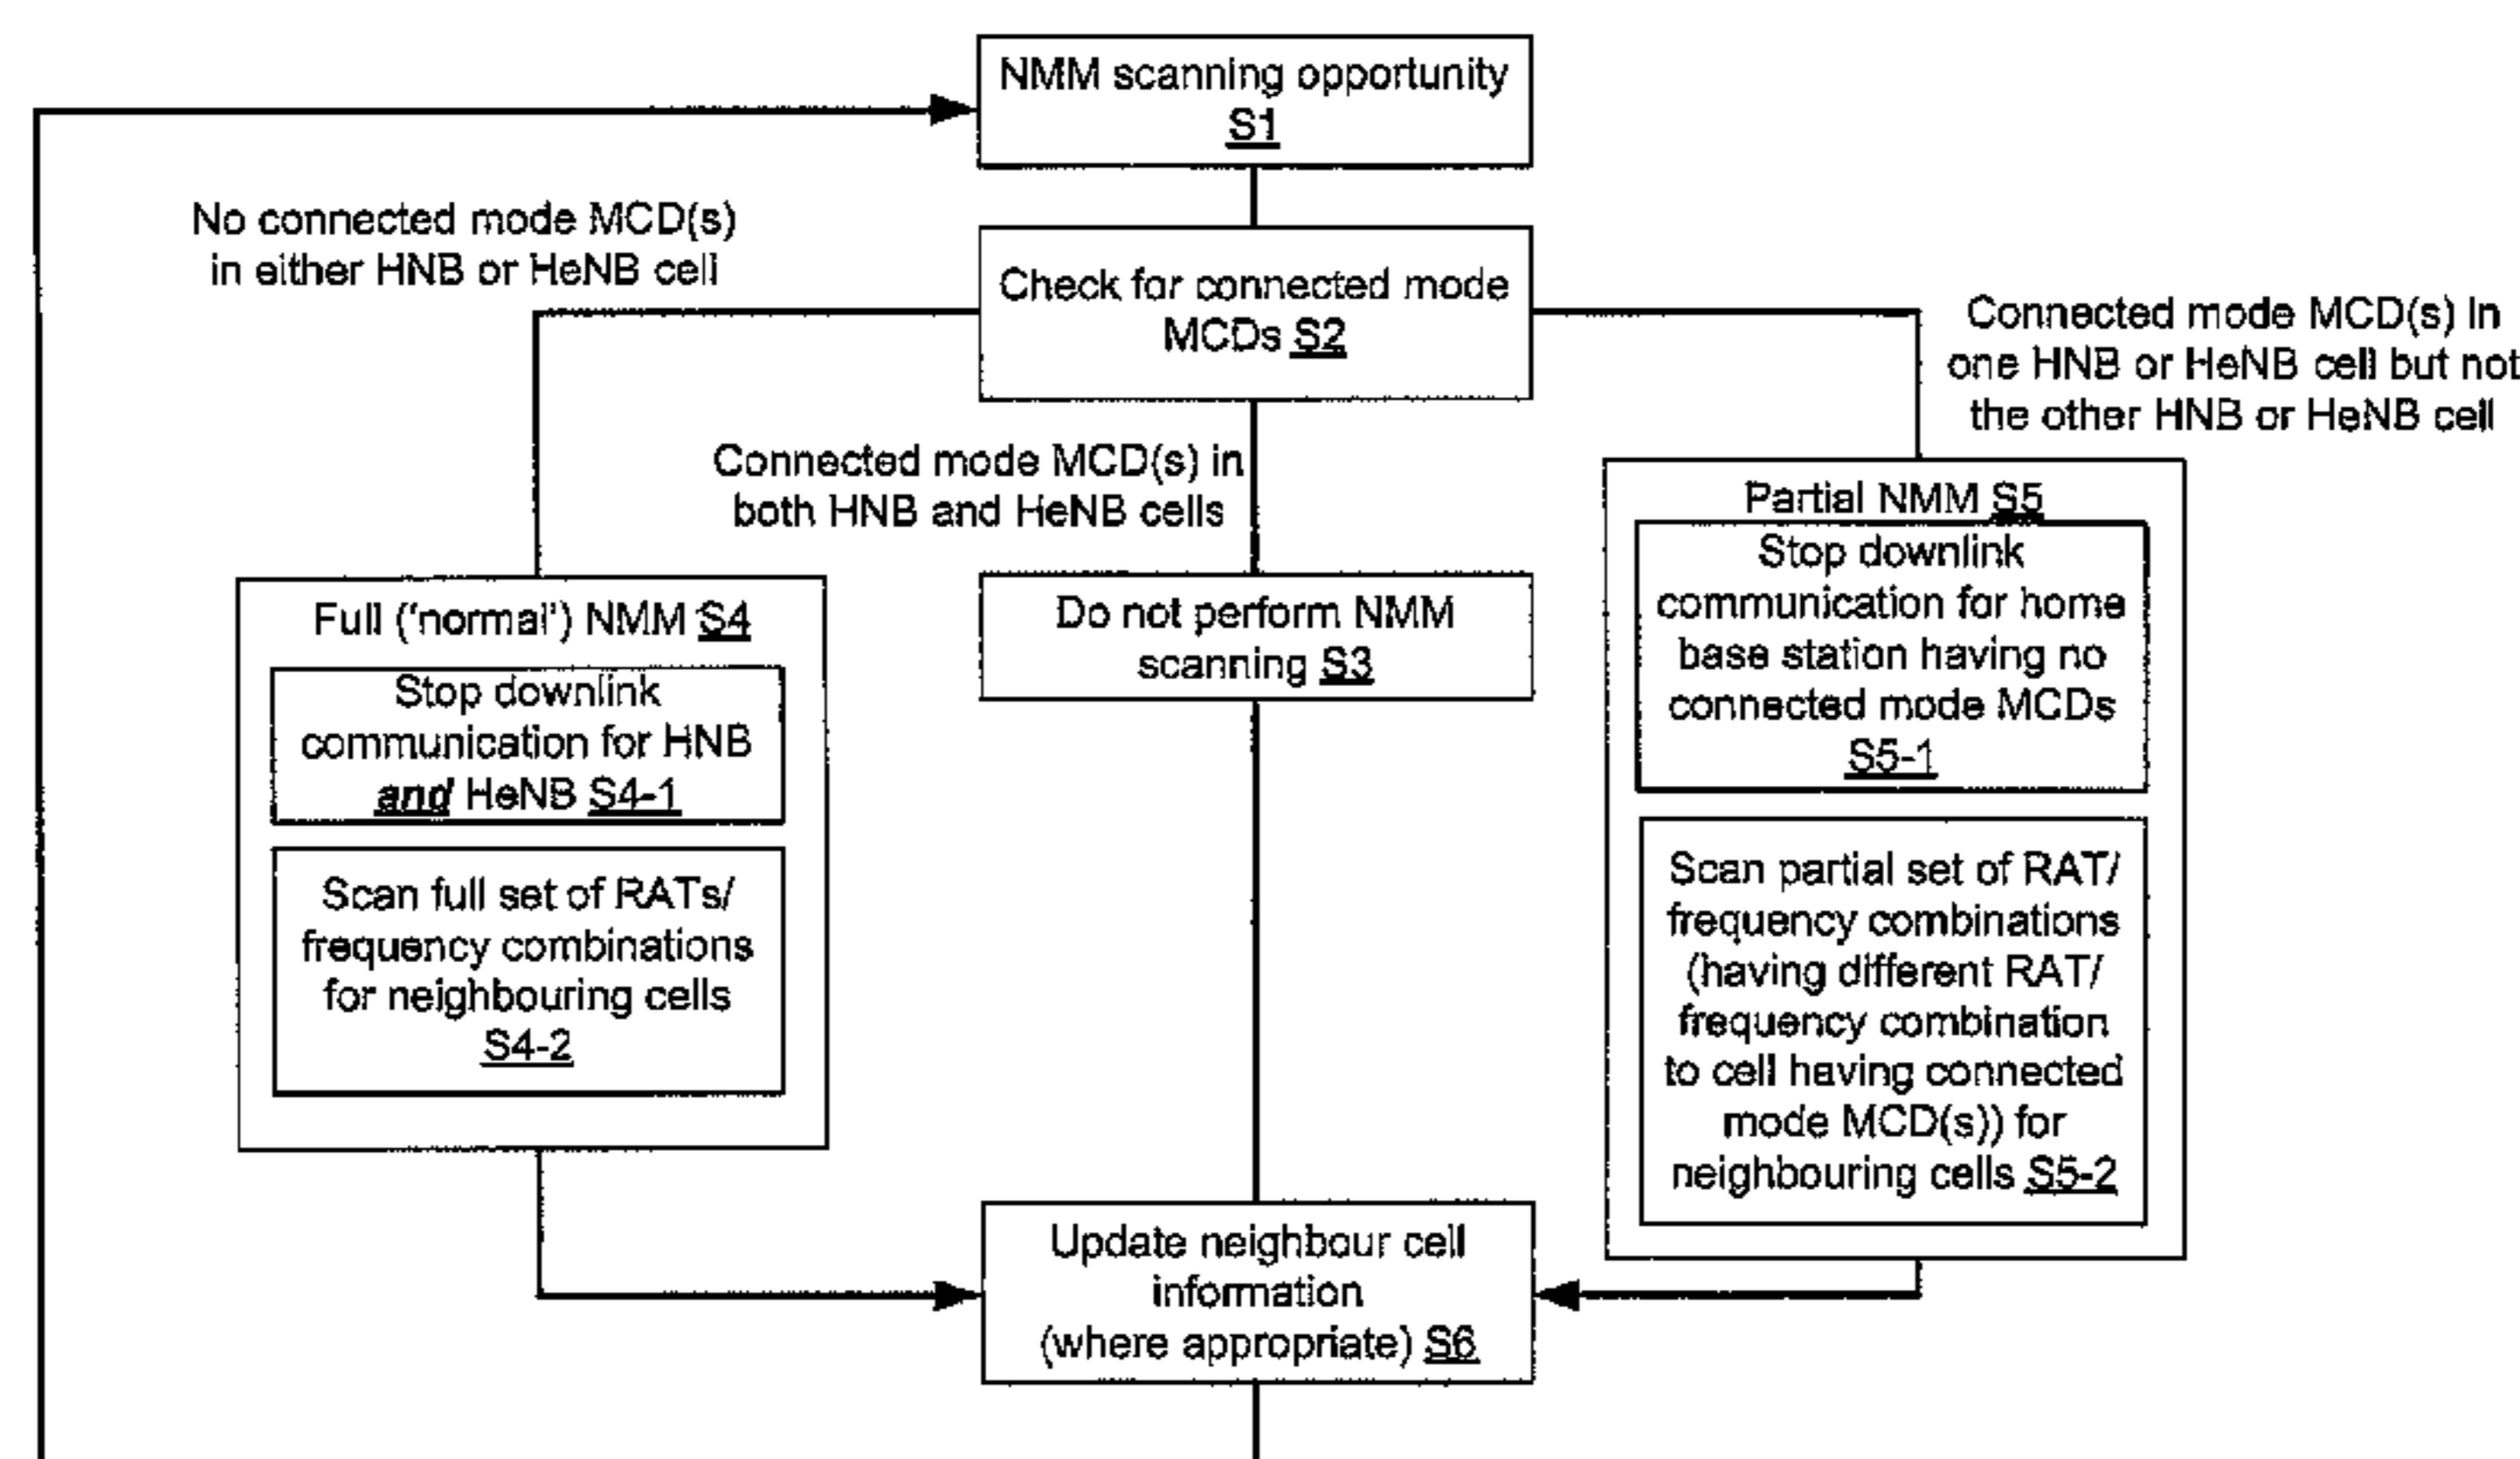 NMM scanning opportunity
S1
No connected mode MCD(s)
in either HNB or HeNB cell
Check for connected mode
MCDs S2
Connected mode MCD(s) in
one HNB or HeNB cell but not
the other HNB or HeNB cell
Connected mode MCD(s) in
both HNB and HeNB cells
Full ('normal') NMM S4
Stop downlink
communication for HNB
and HeNB S4-1
Scan full set of RATs/
frequency combinations
for neighbouring cells
S4-2
Do not perform NMM
scanning S3
Partial NMM S5
Stop downlink
communication for home
base station having no
connected mode MCDs
S5-1
Scan partial set of RAT/
frequency combinations
(having different RAT/
frequency combination
to cell having connected
mode MCD(s)) for
neighbouring cells S5-2
Update neighbour cell
information
(where appropriate) S6